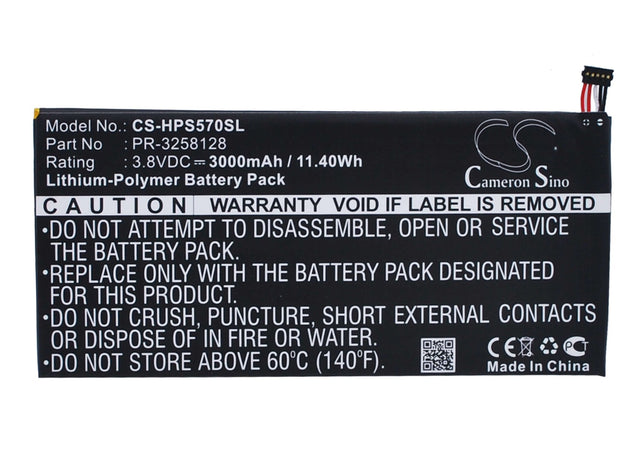 Model No.: CS-HPS570SL
Part No : PR-3258128
Rating : 3.8VDC⎓3000mAh / 11.40Wh
Lithium-Polymer Battery Pack
CS
Cameron Sino
CAUTION WARRANTY VOID IF LABEL IS REMOVED
•DO NOT ATTEMPT TO DISASSEMBLE, OPEN OR SERVICE
THE BATTERY PACK.
•REPLACE ONLY WITH THE BATTERY PACK DESIGNATED
FOR THIS PRODUCT.
•DO NOT CRUSH, PUNCTURE, SHORT EXTERNAL CONTACTS
OR DISPOSE OF IN FIRE OR WATER.
•DO NOT STORE ABOVE 60°C (140°F).
CE